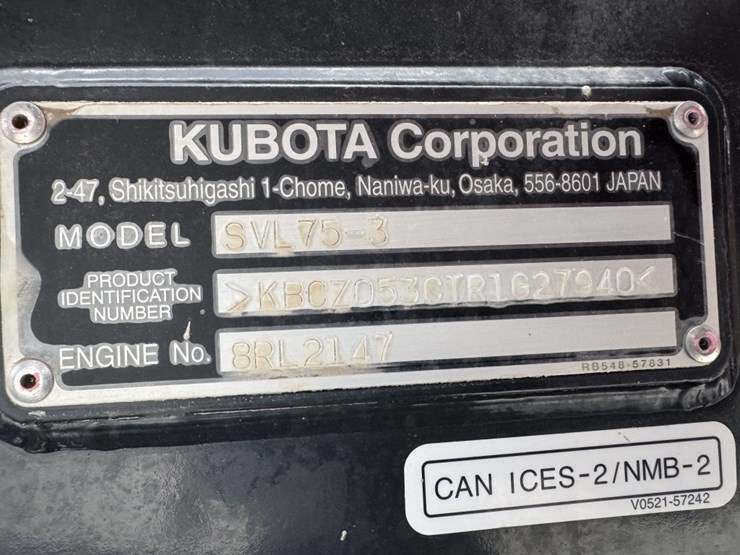 KUBOTA Corporation
2-47, Shikitsuhigashi 1-Chome, Naniwa-ku, Osaka, 556-8601 JAPAN
MODEL SVL75-3
PRODUCT
IDENTIFICATION
NUMBER
>KBCZ053CTR1G27940<
ENGINE No. 8RL2147
RB548-57831
CAN ICES-2/NMB-2
V0521-57242